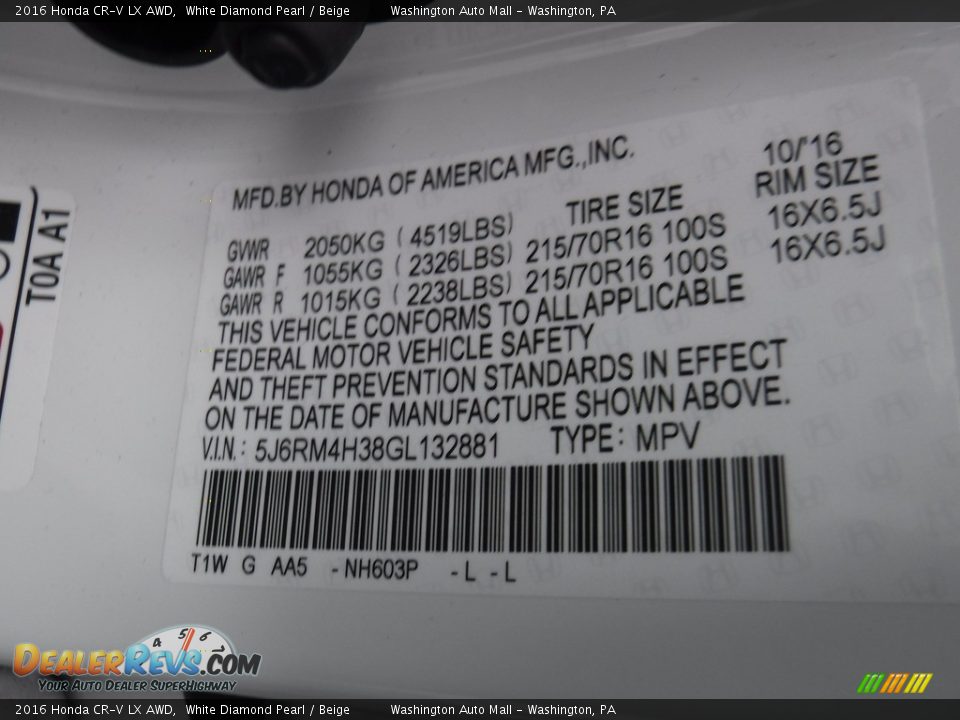 2016 Honda CR-V LX AWD, White Diamond Pearl / Beige Washington Auto Mall - Washington, PA
MFD.BY HONDA OF AMERICA MFG.,INC. 10/'16
TIRE SIZE RIM SIZE
GVWR 2050KG (4519LBS)
GAWR F 1055KG (2326LBS) 215/70R16 100S 16X6.5J
GAWR R 1015KG (2238LBS) 215/70R16 100S 16X6.5J
THIS VEHICLE CONFORMS TO ALL APPLICABLE
FEDERAL MOTOR VEHICLE SAFETY
AND THEFT PREVENTION STANDARDS IN EFFECT
ON THE DATE OF MANUFACTURE SHOWN ABOVE.
V.I.N.: 5J6RM4H38GL132881 TYPE: MPV
T1W G AA5 -NH603P -L -L
T0A A1
4 5 6 7
DEALERREVS.COM
YOUR AUTO DEALER SUPERHIGHWAY
2016 Honda CR-V LX AWD, White Diamond Pearl / Beige Washington Auto Mall - Washington, PA